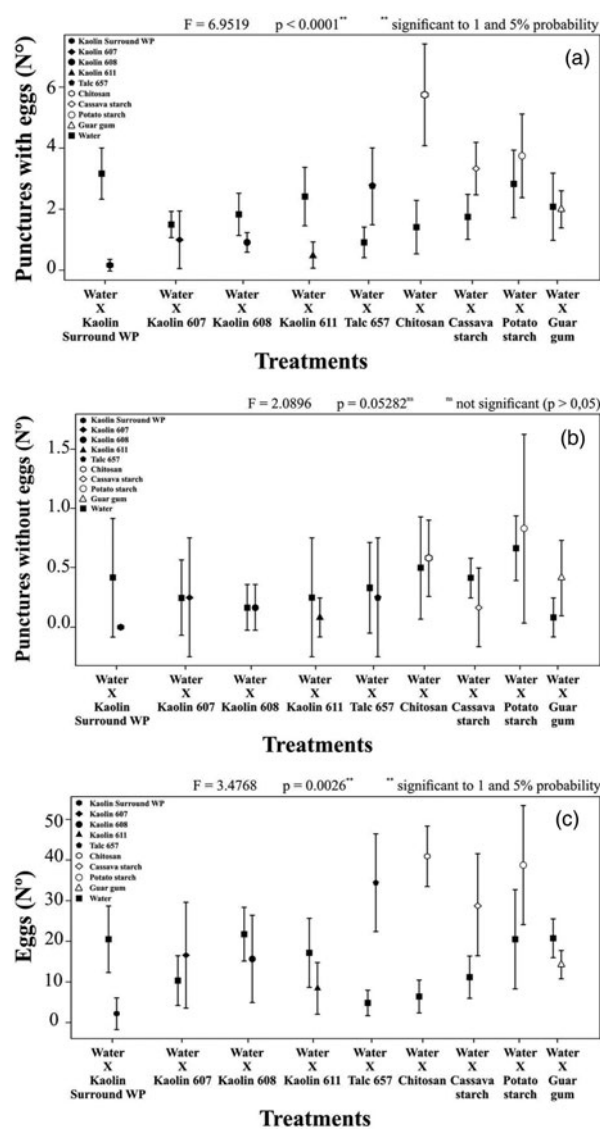 F = 6.9519 p < 0.0001** ** significant to 1 and 5% probability
(a)
Kaolin Surround WP
Kaolin 607
Kaolin 608
Kaolin 611
Talc 657
Chitosan
Cassava starch
Potato starch
Guar gum
Water
Punctures with eggs (N°)
6
4
2
0
Water Water Water Water Water Water Water Water Water
X X X X X X X X X
Kaolin Kaolin 607 Kaolin 608 Kaolin 611 Talc 657 Chitosan Cassava Potato Guar
Surround WP starch starch gum
Treatments
F = 2.0896 p = 0.05282ns ns not significant (p > 0,05)
(b)
Kaolin Surround WP
Kaolin 607
Kaolin 608
Kaolin 611
Talc 657
Chitosan
Cassava starch
Potato starch
Guar gum
Water
Punctures without eggs (N°)
1.5
1.0
0.5
0.0
Water Water Water Water Water Water Water Water Water
X X X X X X X X X
Kaolin Kaolin 607 Kaolin 608 Kaolin 611 Talc 657 Chitosan Cassava Potato Guar
Surround WP starch starch gum
Treatments
F = 3.4768 p = 0.0026** ** significant to 1 and 5% probability
(c)
Kaolin Surround WP
Kaolin 607
Kaolin 608
Kaolin 611
Talc 657
Chitosan
Cassava starch
Potato starch
Guar gum
Water
Eggs (N°)
50
40
30
20
10
0
Water Water Water Water Water Water Water Water Water
X X X X X X X X X
Kaolin Kaolin 607 Kaolin 608 Kaolin 611 Talc 657 Chitosan Cassava Potato Guar
Surround WP starch starch gum
Treatments